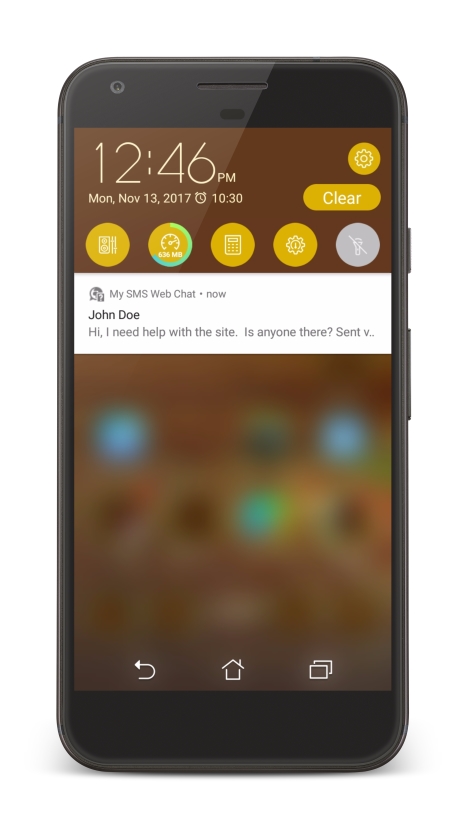 12:46PM
Mon, Nov 13, 2017 10:30
Clear
636 MB
My SMS Web Chat • now
John Doe
Hi, I need help with the site.  Is anyone there? Sent v..